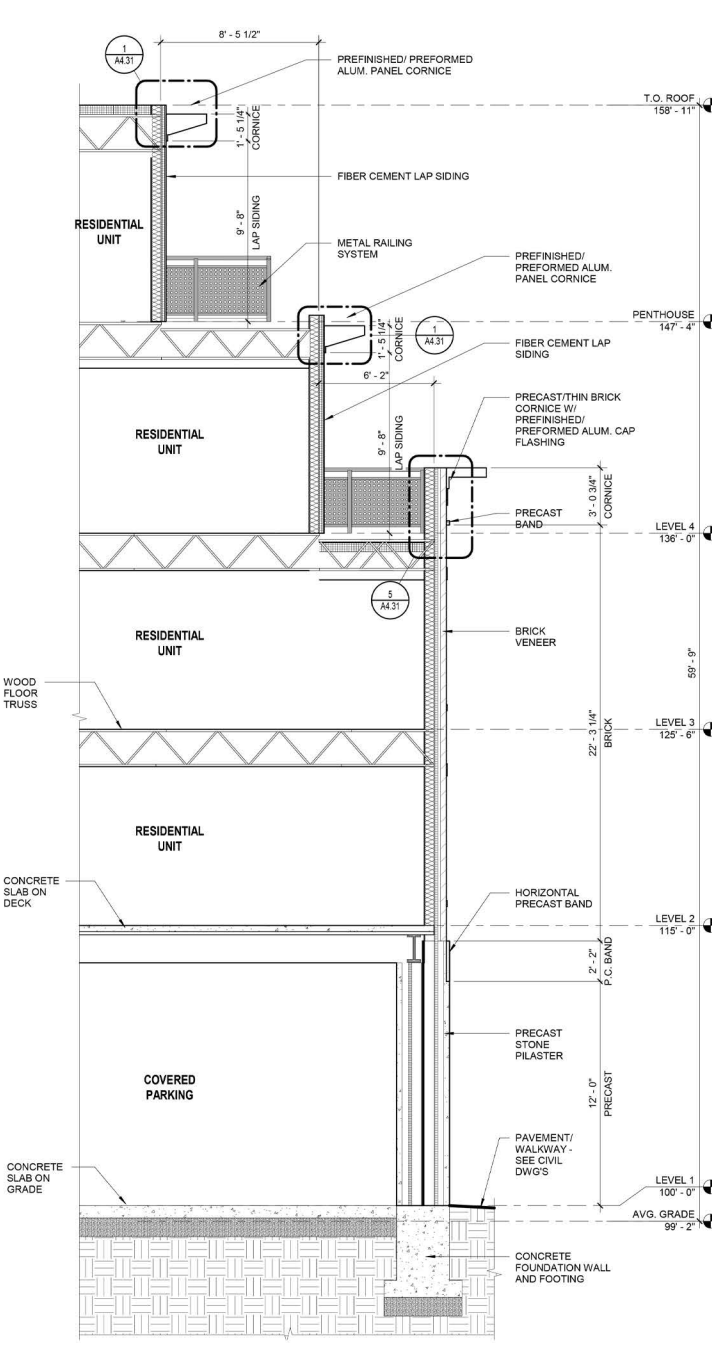 8' - 5 1/2"
1
A4.31
PREFINISHED/ PREFORMED
ALUM. PANEL CORNICE
T.O. ROOF
158' - 11"
1' - 5 1/4"
CORNICE
FIBER CEMENT LAP SIDING
RESIDENTIAL
UNIT
9' - 8"
LAP SIDING
METAL RAILING
SYSTEM
PREFINISHED/
PREFORMED ALUM.
PANEL CORNICE
PENTHOUSE
147' - 4"
1' - 5 1/4"
CORNICE
1
A4.31
FIBER CEMENT LAP
SIDING
6' - 2"
PRECAST/THIN BRICK
CORNICE W/
PREFINISHED/
PREFORMED ALUM. CAP
FLASHING
RESIDENTIAL
UNIT
9' - 8"
LAP SIDING
3' - 0 3/4"
CORNICE
PRECAST
BAND
LEVEL 4
136' - 0"
5
A4.31
RESIDENTIAL
UNIT
BRICK
VENEER
59' - 9"
WOOD
FLOOR
TRUSS
LEVEL 3
125' - 6"
22' - 3 1/4"
BRICK
RESIDENTIAL
UNIT
CONCRETE
SLAB ON
DECK
HORIZONTAL
PRECAST BAND
LEVEL 2
115' - 0"
2' - 2"
P.C. BAND
PRECAST
STONE
PILASTER
COVERED
PARKING
12' - 0"
PRECAST
PAVEMENT/
WALKWAY -
SEE CIVIL
DWG'S
CONCRETE
SLAB ON
GRADE
LEVEL 1
100' - 0"
AVG. GRADE
99' - 2"
CONCRETE
FOUNDATION WALL
AND FOOTING